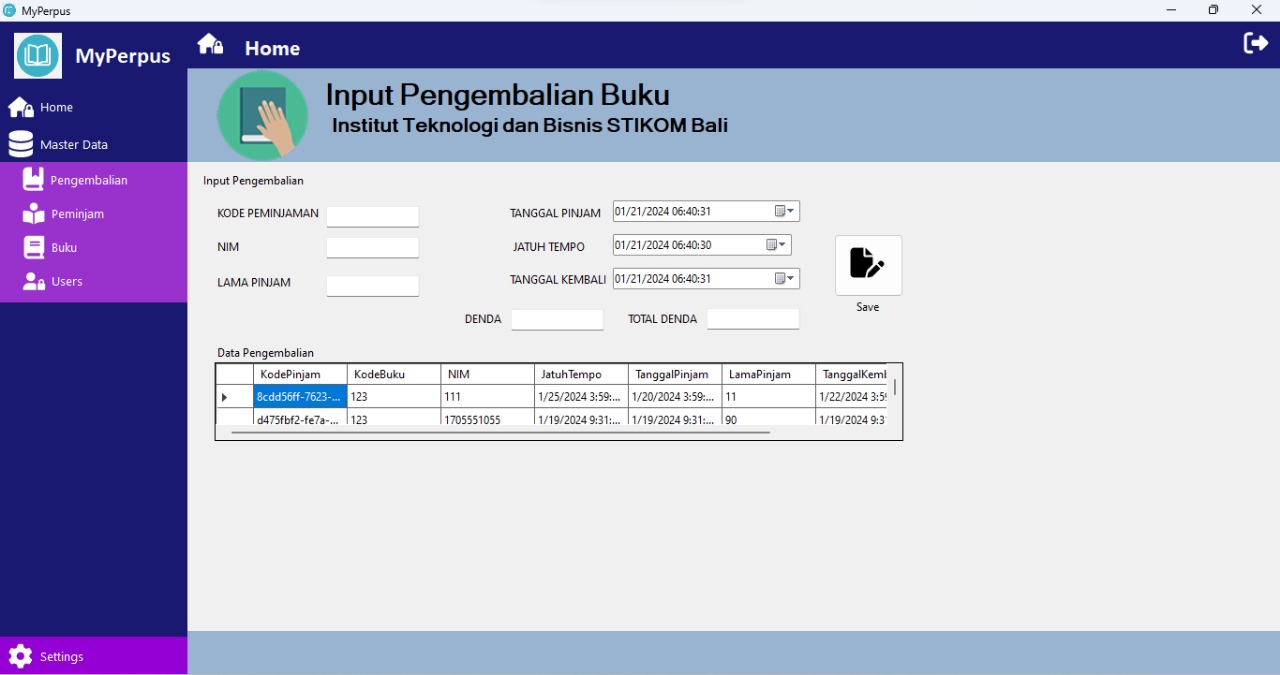 MyPerpus
MyPerpus
Home
Home
Master Data
Pengembalian
Peminjam
Buku
Users
Settings
Input Pengembalian Buku
Institut Teknologi dan Bisnis STIKOM Bali
Input Pengembalian
KODE PEMINJAMAN
TANGGAL PINJAM 01/21/2024 06:40:31
NIM
JATUH TEMPO 01/21/2024 06:40:30
LAMA PINJAM
TANGGAL KEMBALI 01/21/2024 06:40:31
Save
DENDA TOTAL DENDA
Data Pengembalian
KodePinjam KodeBuku NIM JatuhTempo TanggalPinjam LamaPinjam TanggalKemb
8cdd56ff-7623-... 123 111 1/25/2024 3:59:... 1/20/2024 3:59:... 11 1/22/2024 3:59
d475fbf2-fe7a-... 123 1705551055 1/19/2024 9:31:... 1/19/2024 9:31:... 90 1/19/2024 9:3